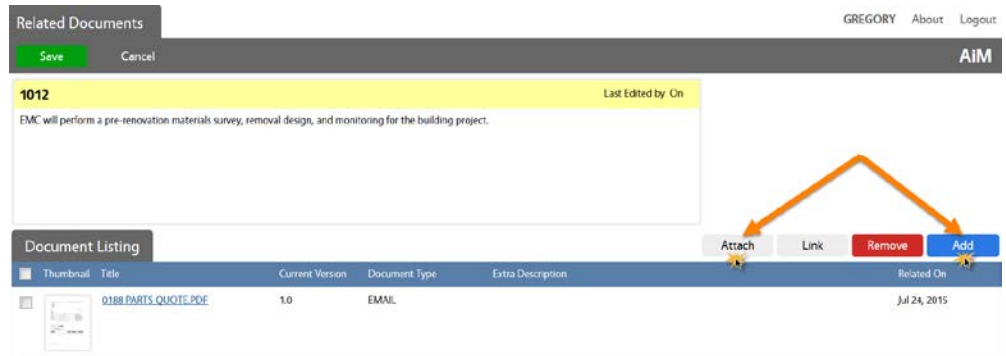 Related Documents
GREGORY About Logout
Save Cancel AiM
1012 Last Edited by On
EMC will perform a pre-renovation materials survey, removal design, and monitoring for the building project.
Document Listing Attach Link Remove Add
Thumbnail Title Current Version Document Type Extra Description Related On
0188 PARTS QUOTE.PDF 1.0 EMAIL Jul 24, 2015